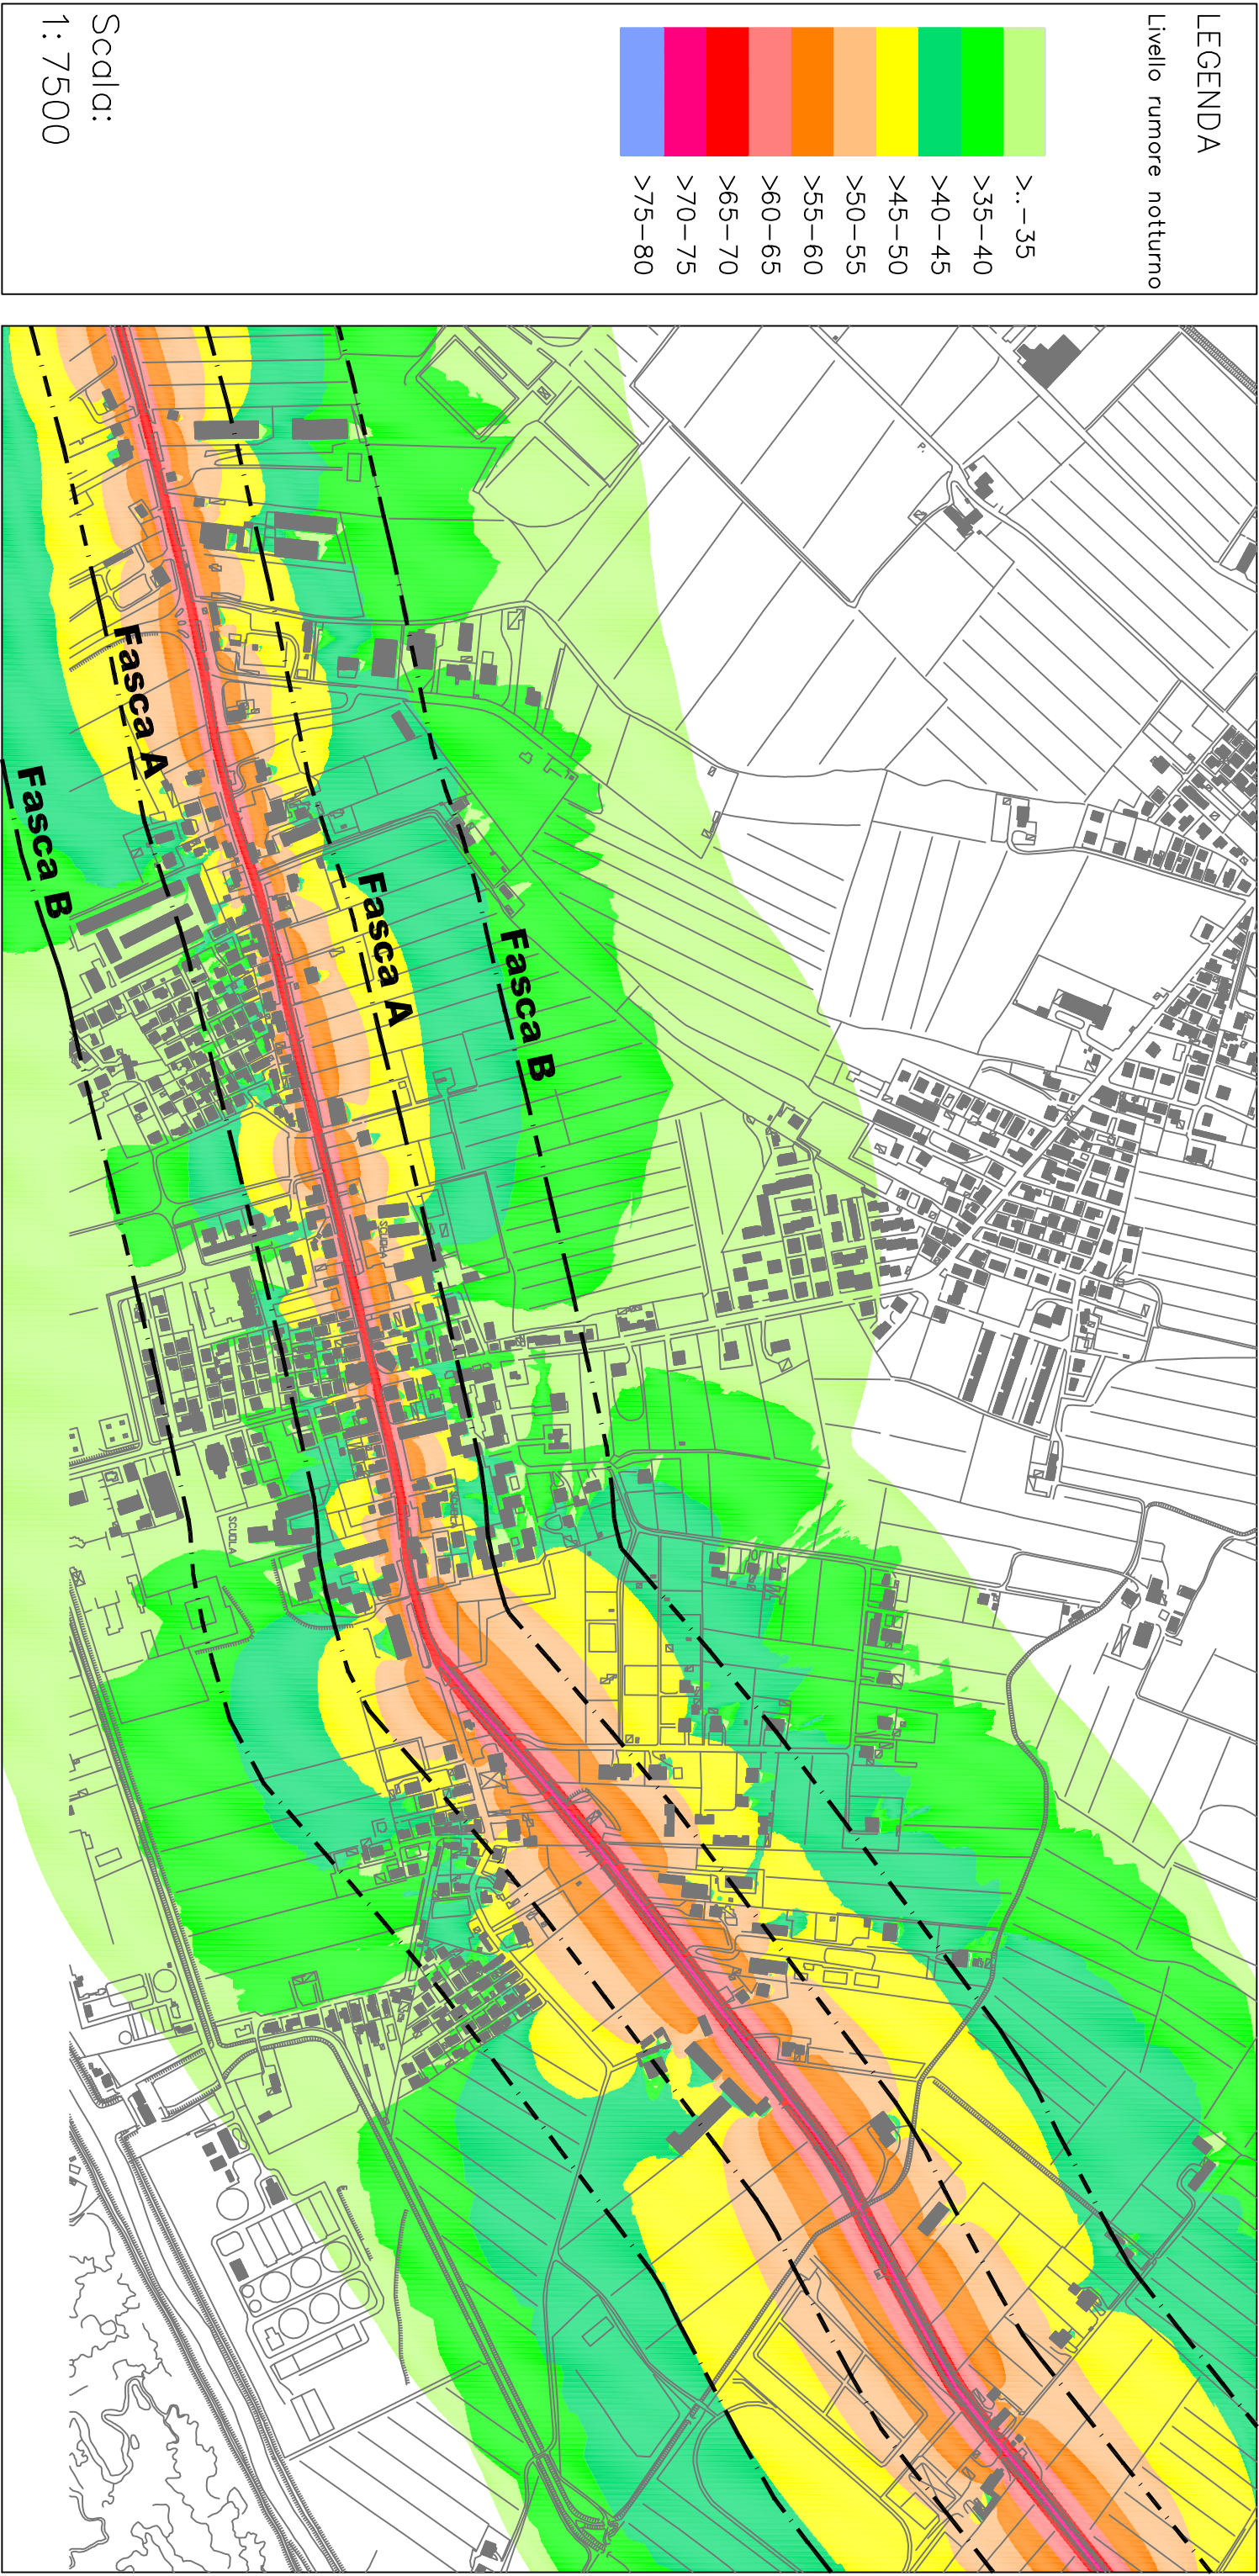 LEGENDA
Livello rumore notturno
>..-35
>35-40
>40-45
>45-50
>50-55
>55-60
>60-65
>65-70
>70-75
>75-80
Scala:
1: 7500
Fasca A
Fasca B
Fasca A
Fasca B
SCUOLA
SCUOLA
P.